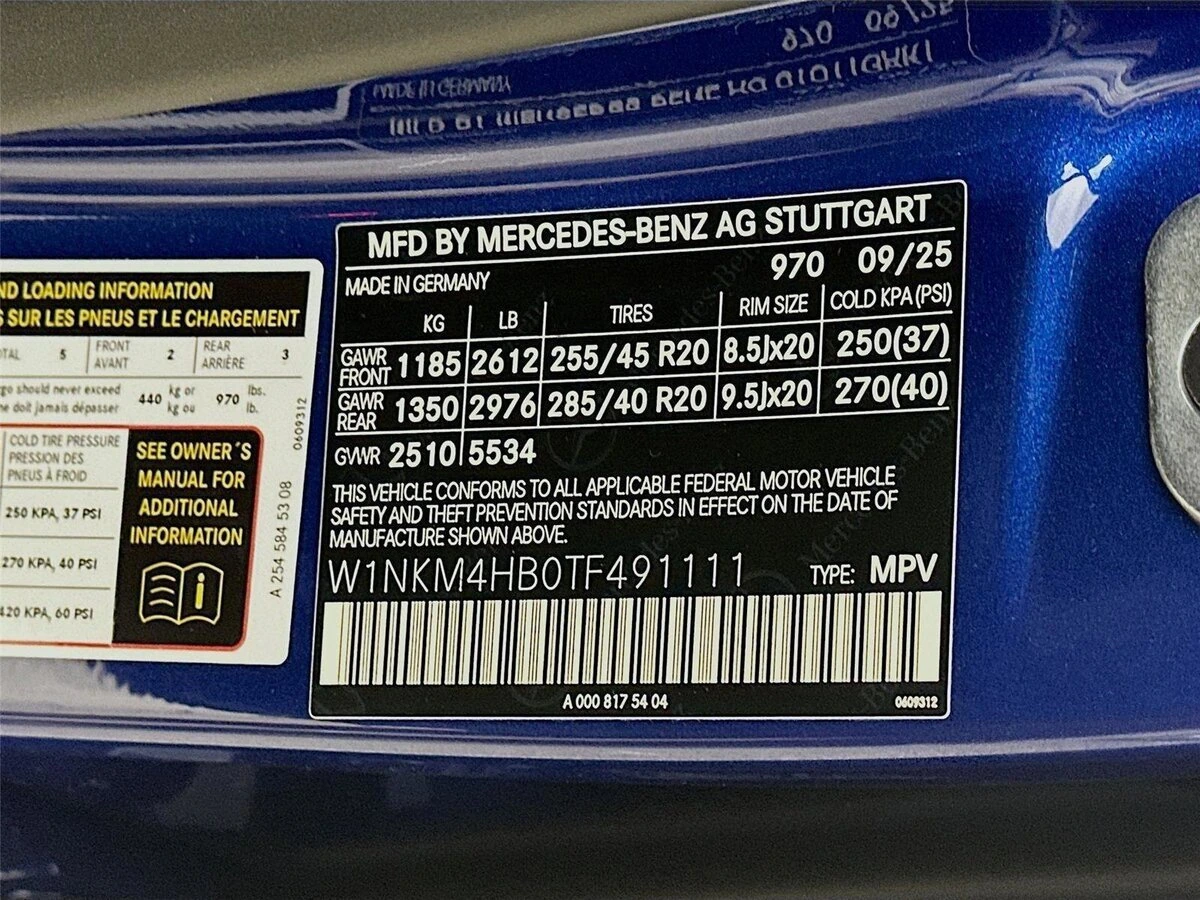 ND LOADING INFORMATION
S SUR LES PNEUS ET LE CHARGEMENT
TOTAL 5 FRONT AVANT 2 REAR ARRIÈRE 3
go should never exceed 440 kg or 970 lbs.
ne doit jamais dépasser kg ou lb.
COLD TIRE PRESSURE
PRESSION DES
PNEUS À FROID
250 KPA, 37 PSI
270 KPA, 40 PSI
420 KPA, 60 PSI
SEE OWNER´S
MANUAL FOR
ADDITIONAL
INFORMATION
0609312
A 254 584 53 08
MFD BY MERCEDES-BENZ AG STUTTGART
MADE IN GERMANY 970 09/25
KG LB TIRES RIM SIZE COLD KPA (PSI)
GAWR FRONT 1185 2612 255/45 R20 8.5Jx20 250(37)
GAWR REAR 1350 2976 285/40 R20 9.5Jx20 270(40)
GVWR 2510 5534
THIS VEHICLE CONFORMS TO ALL APPLICABLE FEDERAL MOTOR VEHICLE
SAFETY AND THEFT PREVENTION STANDARDS IN EFFECT ON THE DATE OF
MANUFACTURE SHOWN ABOVE.
W1NKM4HB0TF491111 TYPE: MPV
A 000 817 54 04 0609312